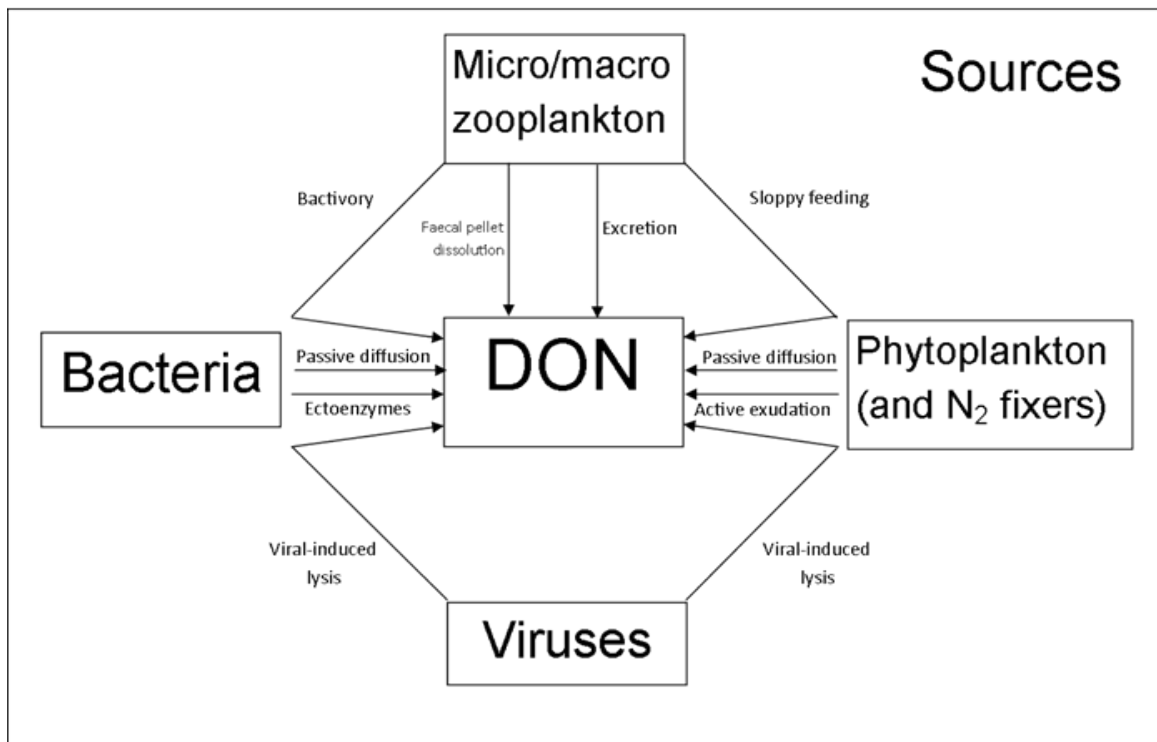 Micro/macro
zooplankton
Sources
Bactivory
Sloppy feeding
Faecal pellet
dissolution
Excretion
Bacteria
Passive diffusion
Ectoenzymes
DON
Passive diffusion
Active exudation
Phytoplankton
(and N₂ fixers)
Viral-induced
lysis
Viral-induced
lysis
Viruses